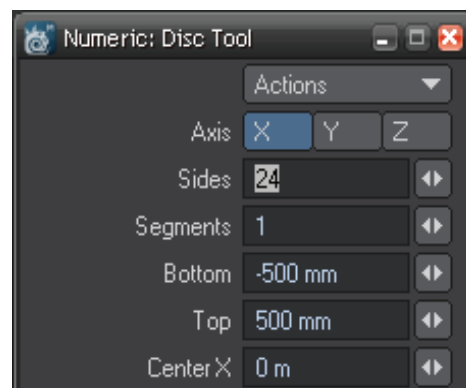 Numeric: Disc Tool
Actions
Axis X Y Z
Sides 24
Segments 1
Bottom -500 mm
Top 500 mm
Center X 0 m